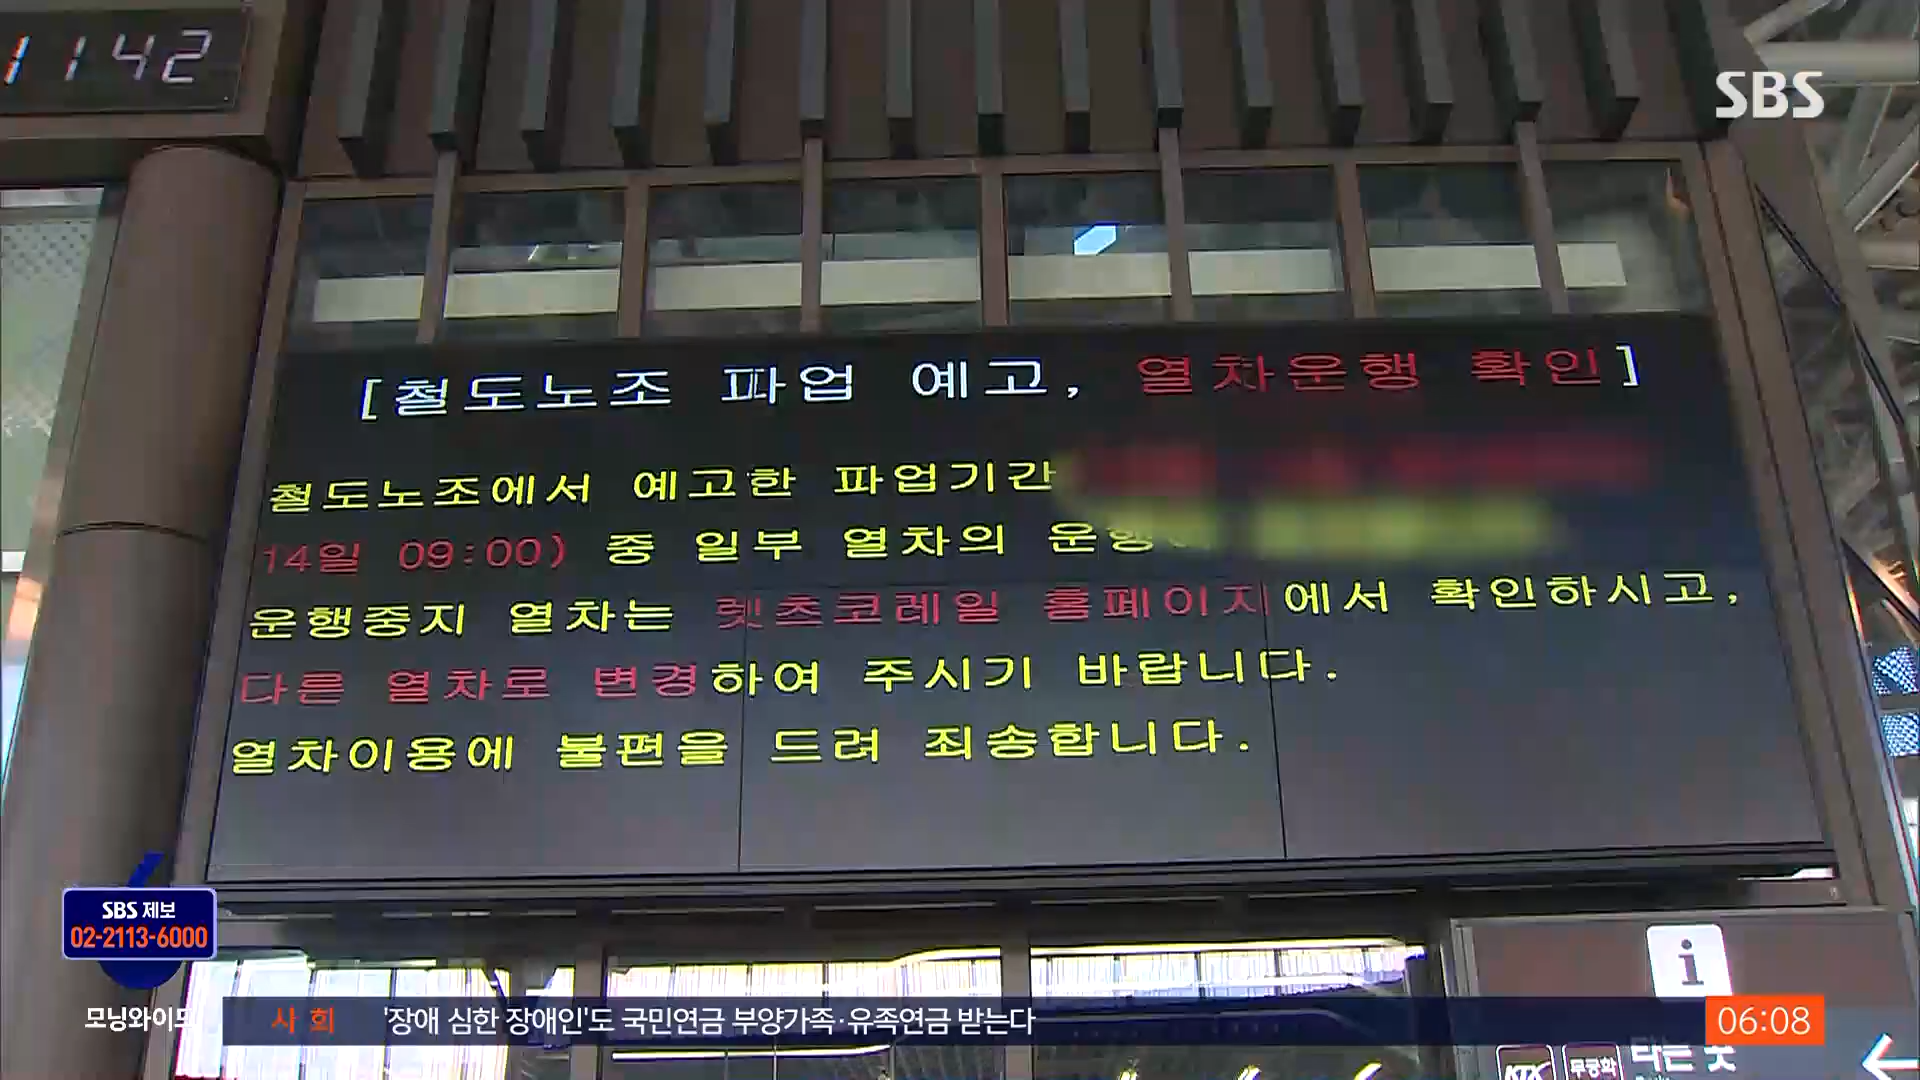 1142
SBS
[철도노조 파업 예고, 열차운행 확인]
철도노조에서 예고한 파업기간
14일 09:00) 중 일부 열차의
운행중지 열차는 렛츠코레일 홈페이지에서 확인하시고,
다른 열차로 변경하여 주시기 바랍니다.
열차이용에 불편을 드려 죄송합니다.
SBS 제보
02-2113-6000
i
모닝와이드
사회 '장애 심한 장애인'도 국민연금 부양가족·유족연금 받는다
06:08
KTX 무궁화